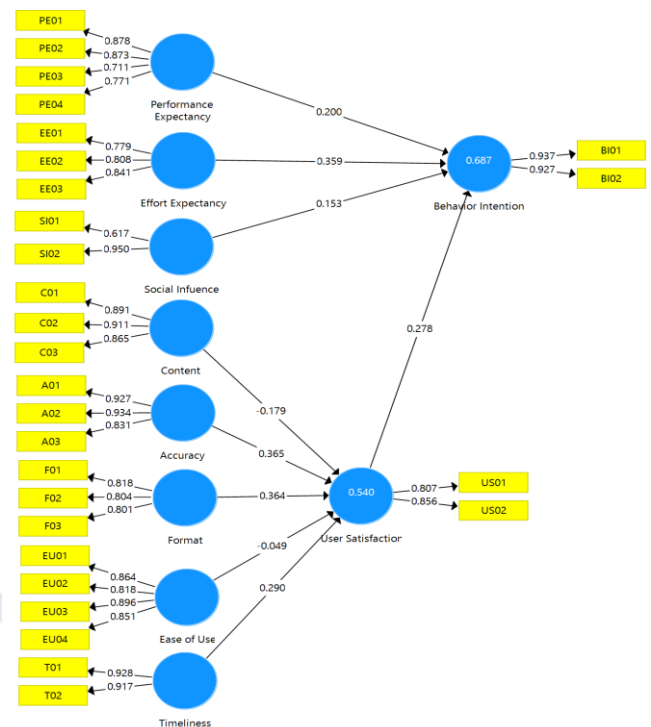 PE01
0.878
PE02
0.873
PE03
0.711
PE04
0.771
Performance
Expectancy
0.200
EE01
0.779
EE02
0.808
EE03
0.841
Effort Expectancy
0.359
SI01
0.617
SI02
0.950
Social Infuence
0.153
0.687
Behavior Intention
0.937
BI01
0.927
BI02
0.278
C01
0.891
C02
0.911
C03
0.865
Content
-0.179
A01
0.927
A02
0.934
A03
0.831
Accuracy
0.365
F01
0.818
F02
0.804
F03
0.801
Format
0.364
0.540
User Satisfaction
0.807
US01
0.856
US02
EU01
0.864
EU02
0.818
EU03
0.896
EU04
0.851
Ease of Use
-0.049
0.290
T01
0.928
T02
0.917
Timeliness